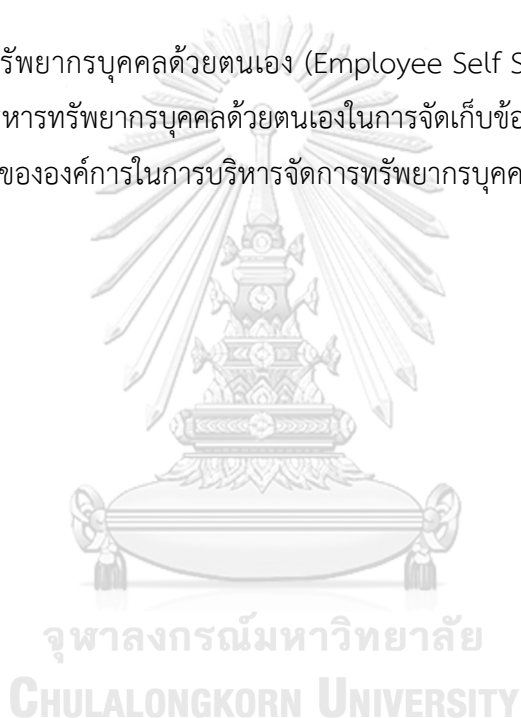 รัพยากรบุคคลด้วยตนเอง (Employee Self S
หารทรัพยากรบุคคลด้วยตนเองในการจัดเก็บข้อ
ขององค์การในการบริหารจัดการทรัพยากรบุคค
จุฬาลงกรณ์มหาวิทยาลัย
CHULALONGKORN UNIVERSITY